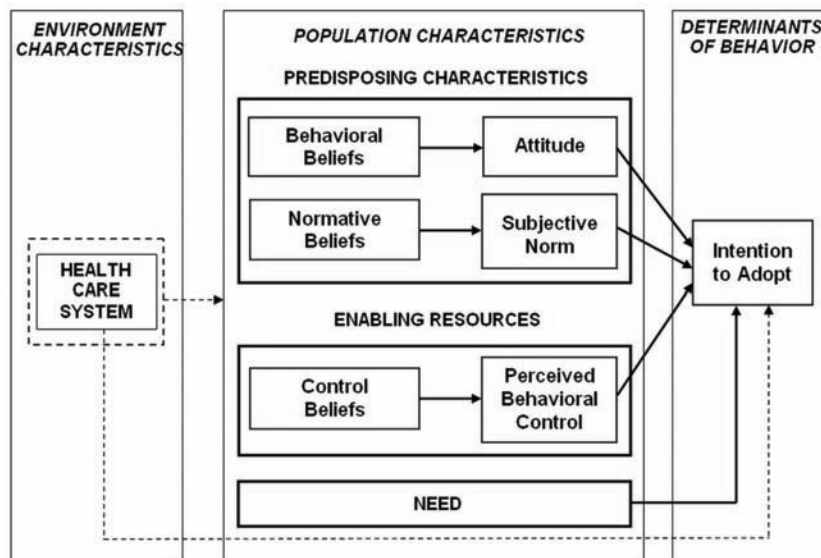 ENVIRONMENT
CHARACTERISTICS
POPULATION CHARACTERISTICS
DETERMINANTS
OF BEHAVIOR
PREDISPOSING CHARACTERISTICS
Behavioral
Beliefs
Attitude
Normative
Beliefs
Subjective
Norm
HEALTH
CARE
SYSTEM
Intention
to Adopt
ENABLING RESOURCES
Control
Beliefs
Perceived
Behavioral
Control
NEED